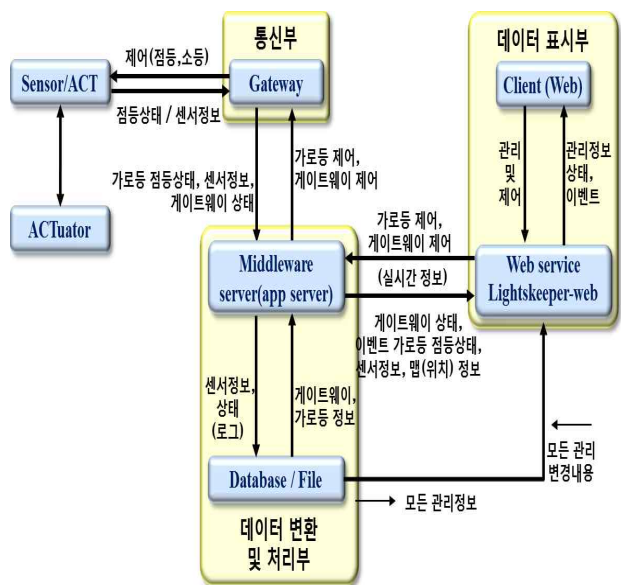 통신부
데이터 표시부
제어(점등,소등)
Sensor/ACT
Gateway
Client (Web)
점등상태 / 센서정보
가로등 제어,
게이트웨이 제어
관리
및
제어
관리정보
상태,
이벤트
가로등 점등상태, 센서정보,
게이트웨이 상태
ACTuator
가로등 제어,
게이트웨이 제어
Middleware
server(app server)
(실시간 정보)
Web service
Lightskeeper-web
게이트웨이 상태,
이벤트 가로등 점등상태,
센서정보, 맵(위치) 정보
센서정보,
상태
(로그)
게이트웨이,
가로등 정보
모든 관리
변경내용
Database / File
모든 관리정보
데이터 변환
및 처리부